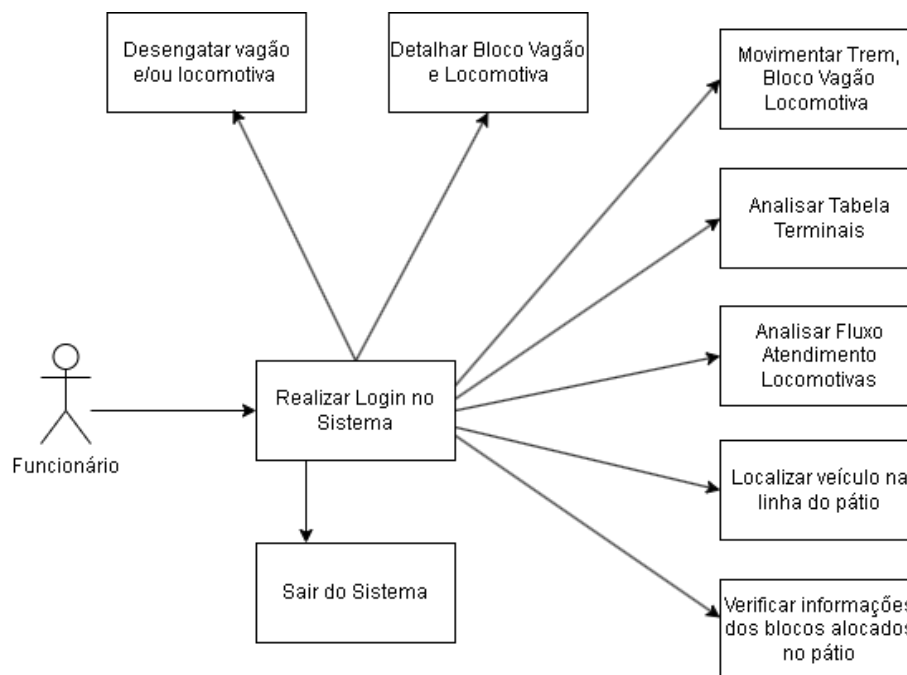 Desengatar vagão
e/ou locomotiva
Detalhar Bloco Vagão
e Locomotiva
Movimentar Trem,
Bloco Vagão
Locomotiva
Analisar Tabela
Terminais
Analisar Fluxo
Atendimento
Locomotivas
Realizar Login no
Sistema
Funcionário
Localizar veículo na
linha do pátio
Sair do Sistema
Verificar informações
dos blocos alocados
no pátio